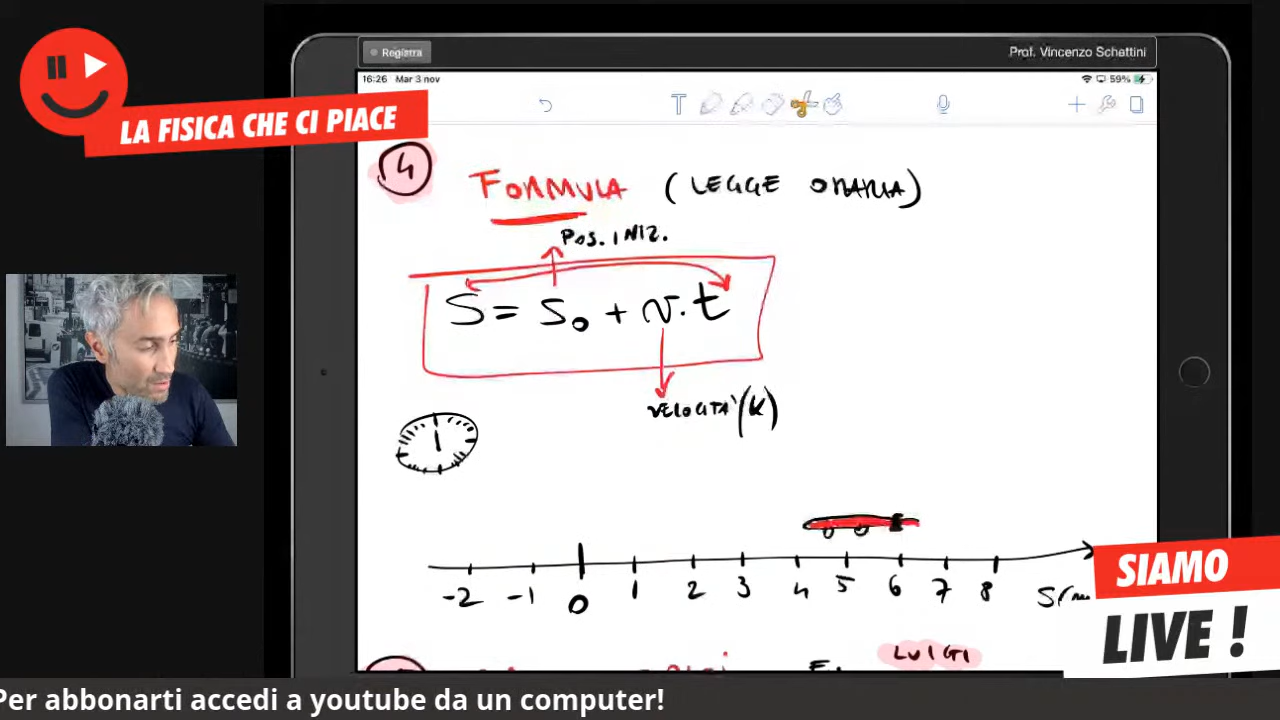 Registra
Prof. Vincenzo Schettini
16:26 Mar 3 nov
59%
LA FISICA CHE CI PIACE
4
FORMULA (LEGGE ORARIA)
POS. INIZ.
S = S₀ + v · t
VELOCITA' (K)
-2 -1 0 1 2 3 4 5 6 7 8 S(m
LUIGI
SIAMO
LIVE !
Per abbonarti accedi a youtube da un computer!